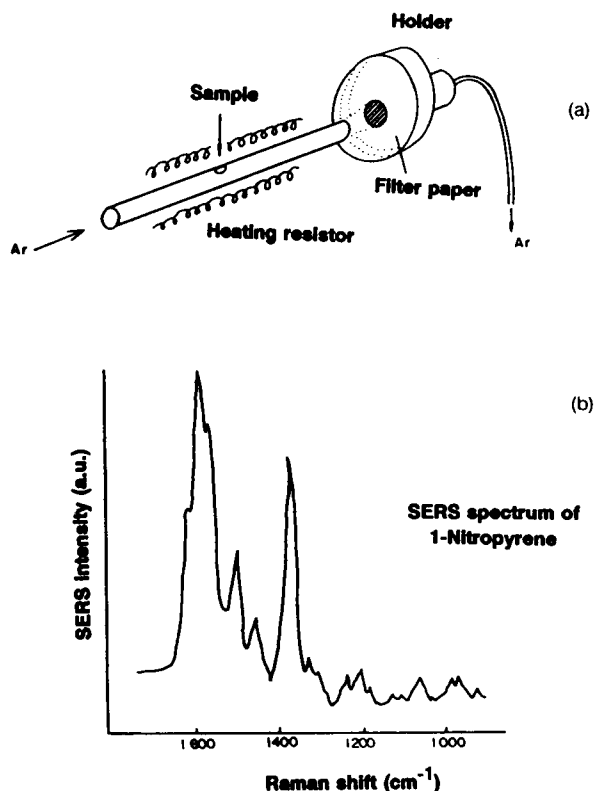 Holder
(a)
Sample
Filter paper
Heating resistor
Ar
Ar
(b)
SERS intensity (a.u.)
SERS spectrum of
1-Nitropyrene
1600
1400
1200
1000
Raman shift (cm⁻¹)